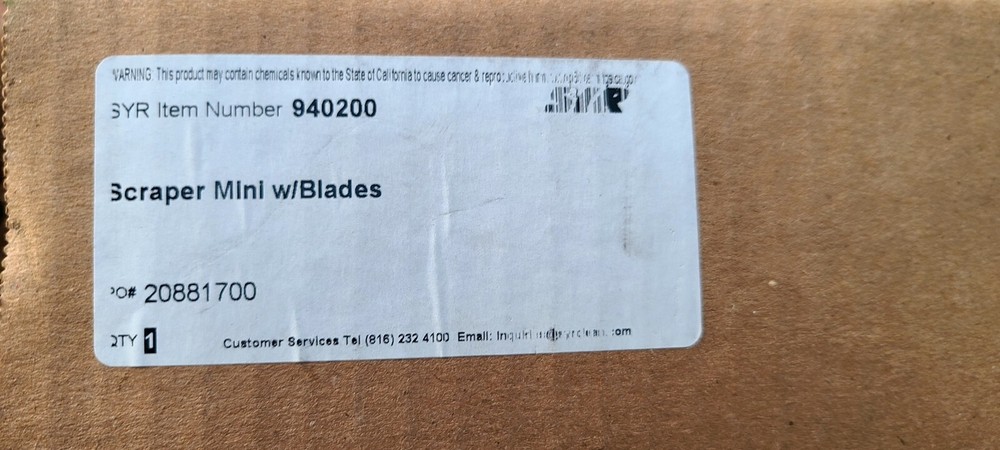 WARNING: This product may contain chemicals known to the State of California to cause cancer &
SYR Item Number 940200
SYR
Scraper Mini w/Blades
PO# 20881700
QTY 1
Customer Services Tel (816) 232 4100 Email: